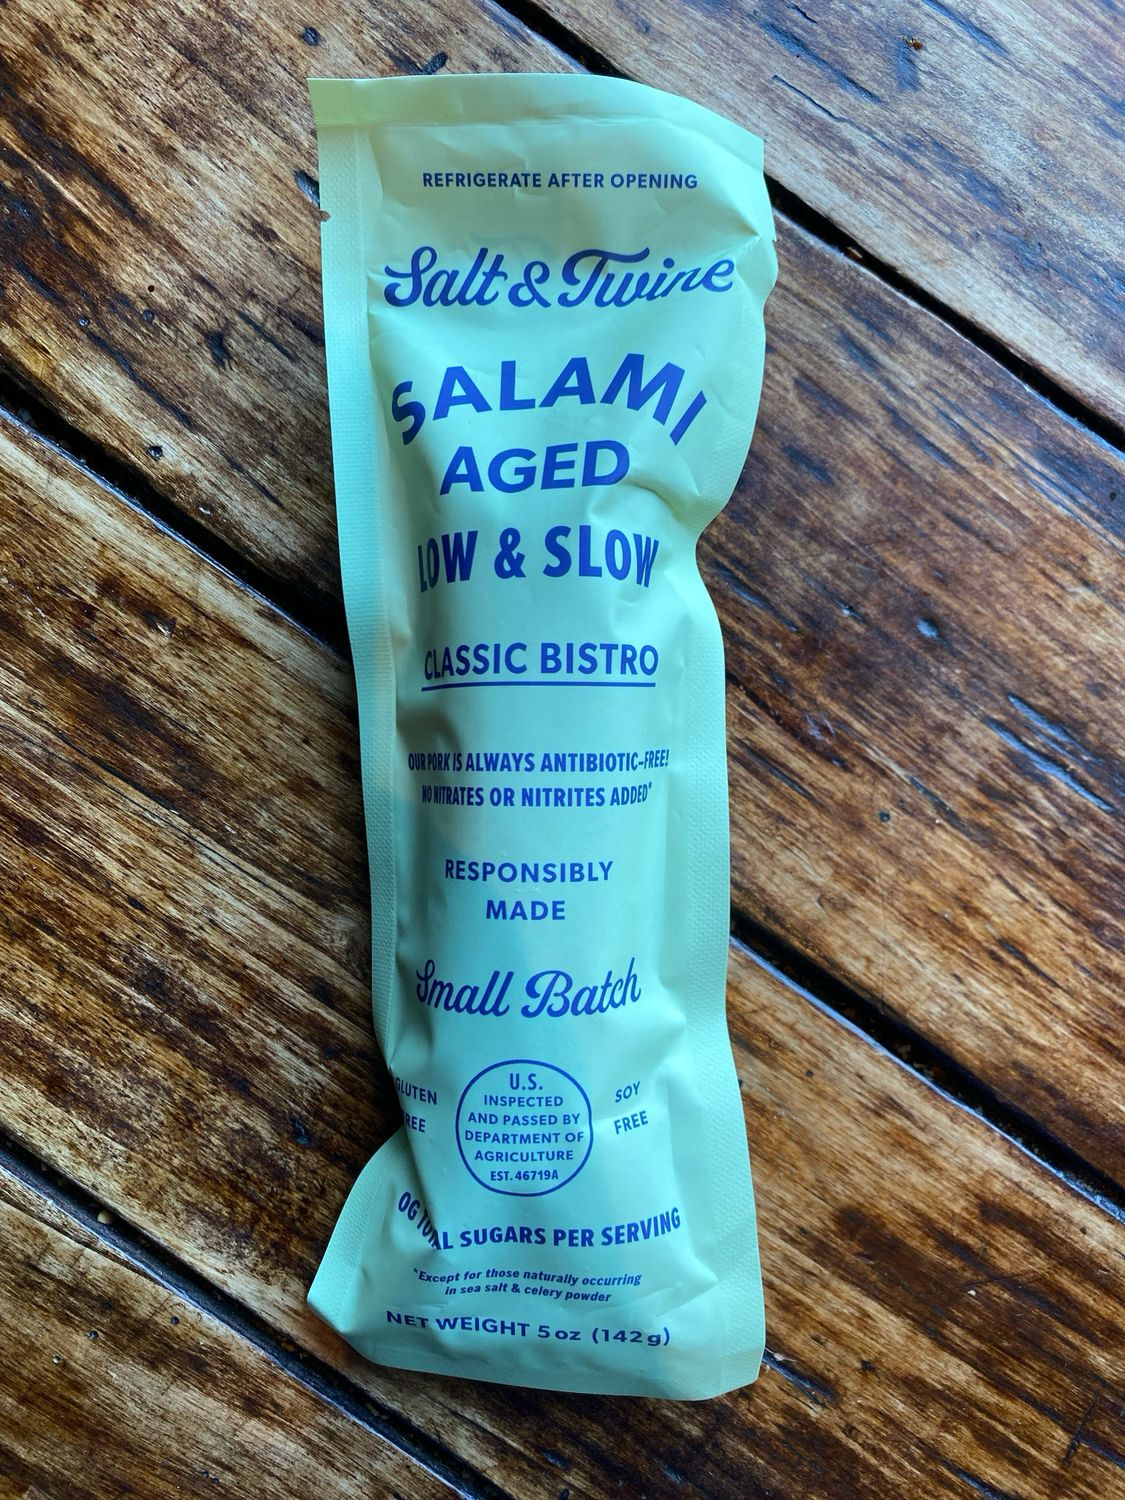 REFRIGERATE AFTER OPENING
Salt & Twine
SALAMI
AGED
LOW & SLOW
CLASSIC BISTRO
OUR PORK IS ALWAYS ANTIBIOTIC-FREE!
NO NITRATES OR NITRITES ADDED*
RESPONSIBLY
MADE
Small Batch
GLUTEN
FREE
U.S.
INSPECTED
AND PASSED BY
DEPARTMENT OF
AGRICULTURE
EST. 46719A
SOY
FREE
0G TOTAL SUGARS PER SERVING
*Except for those naturally occurring
in sea salt & celery powder
NET WEIGHT 5 oz (142 g)